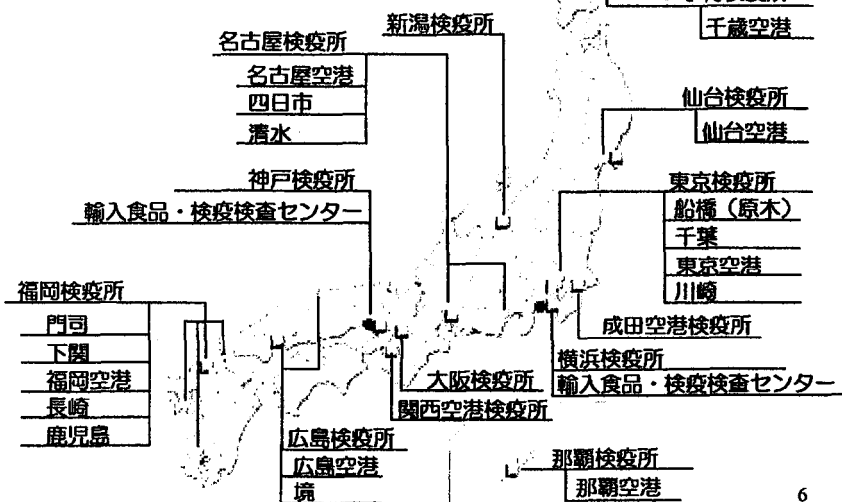 千歳空港
新潟検疫所
名古屋検疫所
名古屋空港
四日市
清水
仙台検疫所
仙台空港
神戸検疫所
輸入食品・検疫検査センター
東京検疫所
船橋（原木）
千葉
東京空港
川崎
福岡検疫所
門司
下関
福岡空港
長崎
鹿児島
成田空港検疫所
横浜検疫所
輸入食品・検疫検査センター
大阪検疫所
関西空港検疫所
広島検疫所
広島空港
境
那覇検疫所
那覇空港
6